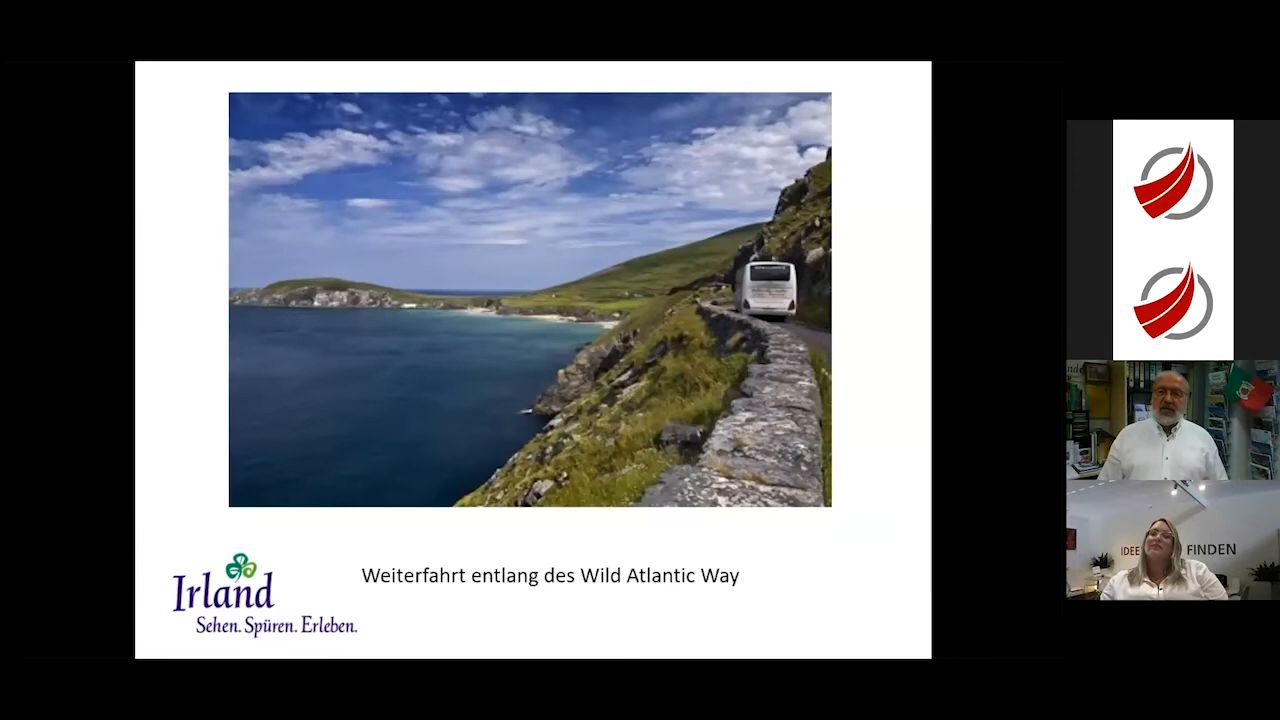 Weiterfahrt entlang des Wild Atlantic Way
Irland
Sehen. Spüren. Erleben.
IDEE
FINDEN